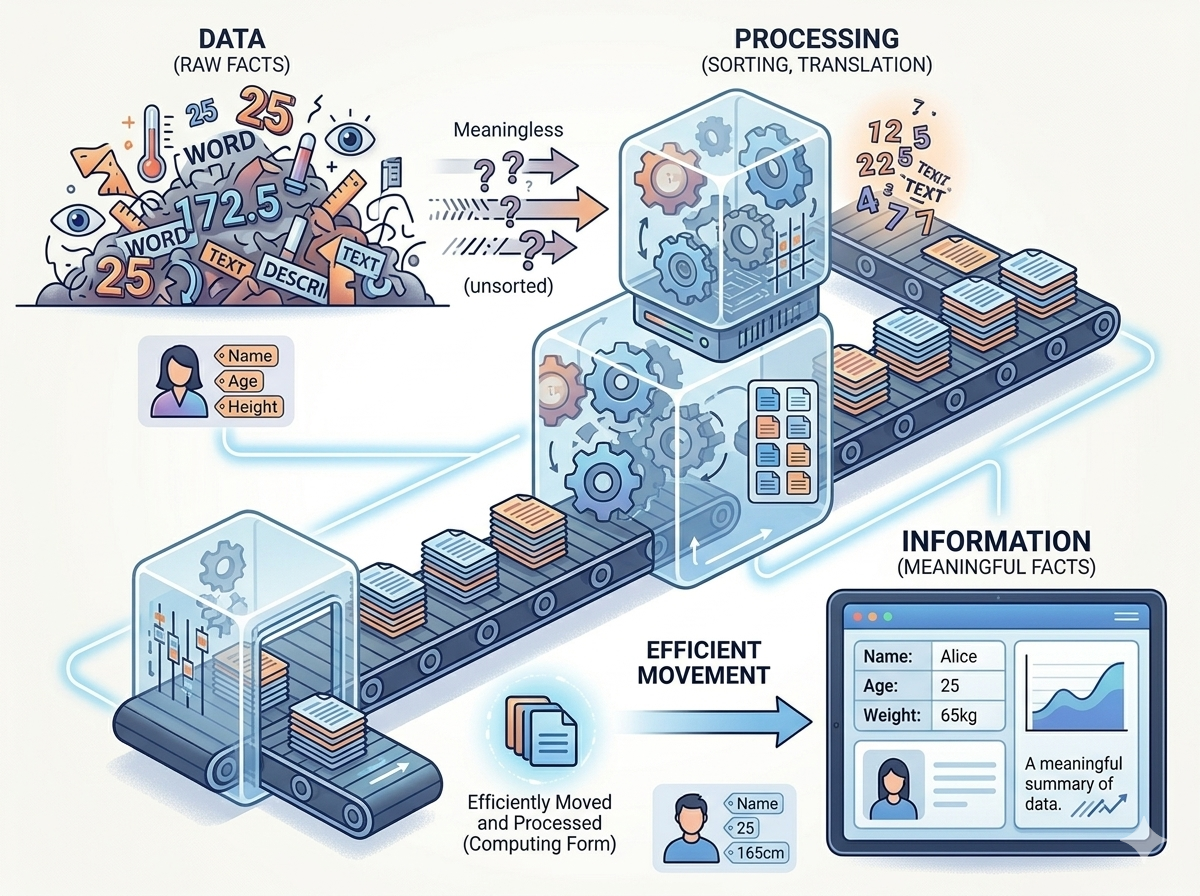 DATA
(RAW FACTS)
PROCESSING
(SORTING, TRANSLATION)
25
25
WORD
172.5
WORD
25
TEXT
DESCRI
TEXT
Meaningless
? ?
?
?
?
(unsorted)
7
12 5
22 5
TEXT
4 7 7
Name
Age
Height
INFORMATION
(MEANINGFUL FACTS)
Name: Alice
Age: 25
Weight: 65kg
A meaningful
summary of
data.
EFFICIENT
MOVEMENT
Efficiently Moved
and Processed
(Computing Form)
Name
25
165cm